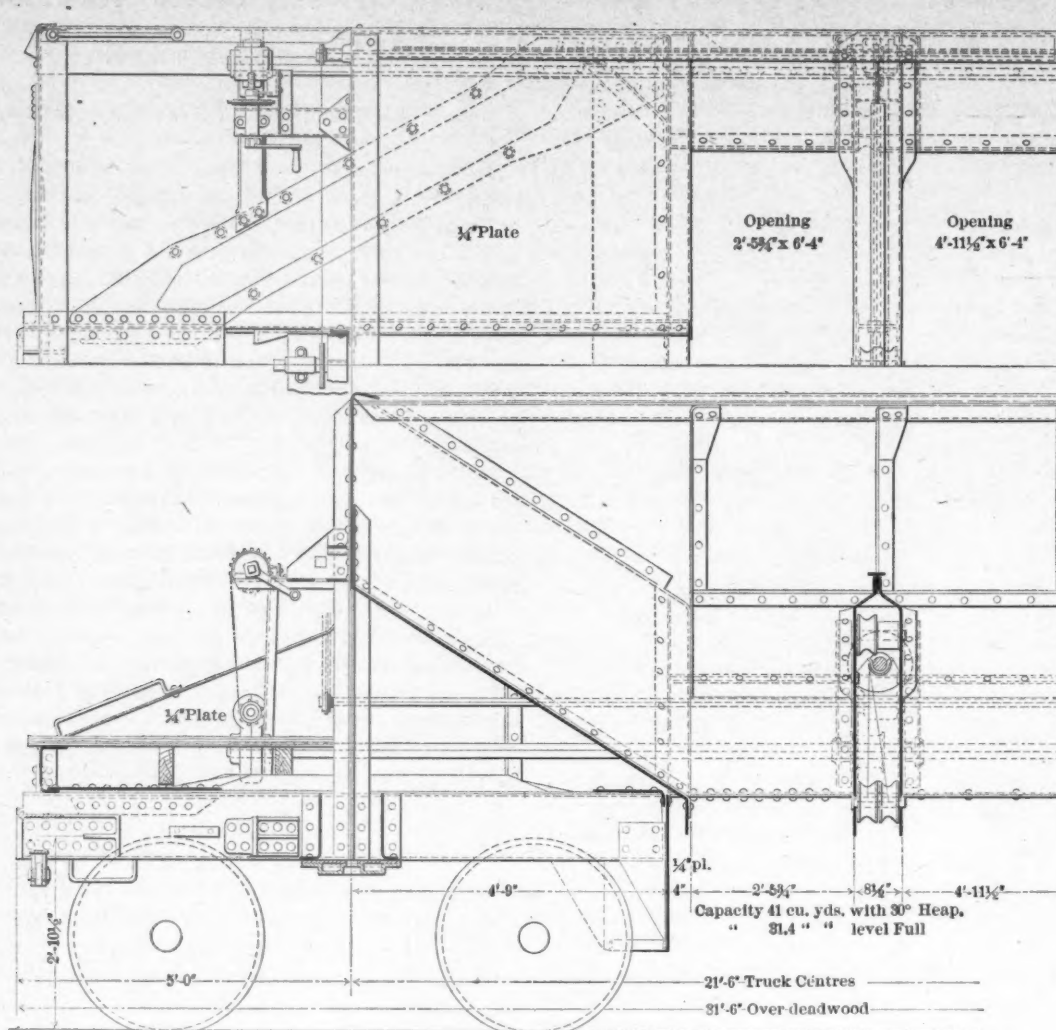 ¼" Plate
Opening
2'-5¾" x 6'-4"
Opening
4'-11½" x 6'-4"
¼" Plate
¼" pl.
4'-9"
4"
2'-5¾"
8½"
4'-11½"
Capacity 41 cu. yds. with 30° Heap.
" 31.4 " " level Full
2'-10½"
5'-0"
21'-6" Truck Centres
31'-6" Over deadwood